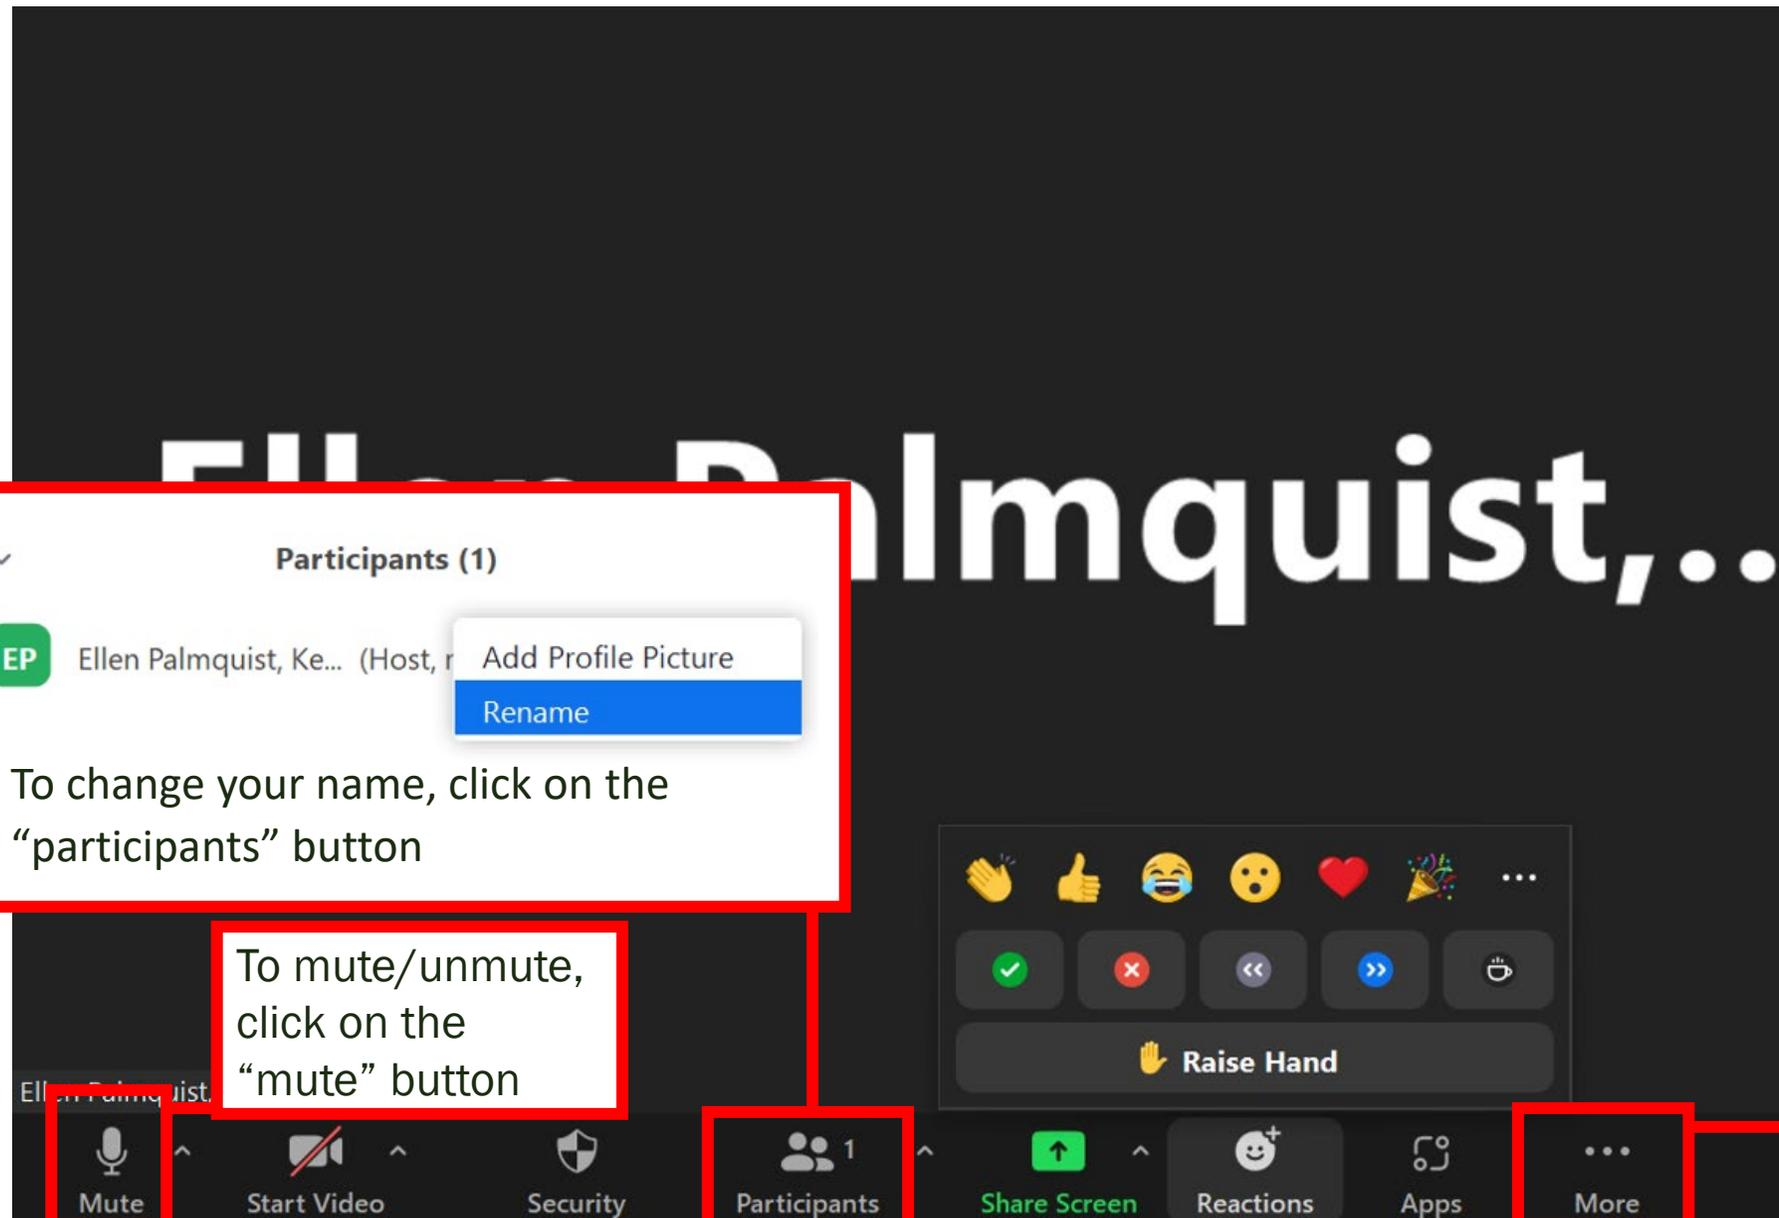 Palmquist,..
Participants (1)
EP
Ellen Palmquist, Ke... (Host,
Add Profile Picture
Rename
To change your name, click on the
“participants” button
To mute/unmute,
click on the
“mute” button
Raise Hand
Ellen Palmquist,
1
Mute
Start Video
Security
Participants
Share Screen
Reactions
Apps
More